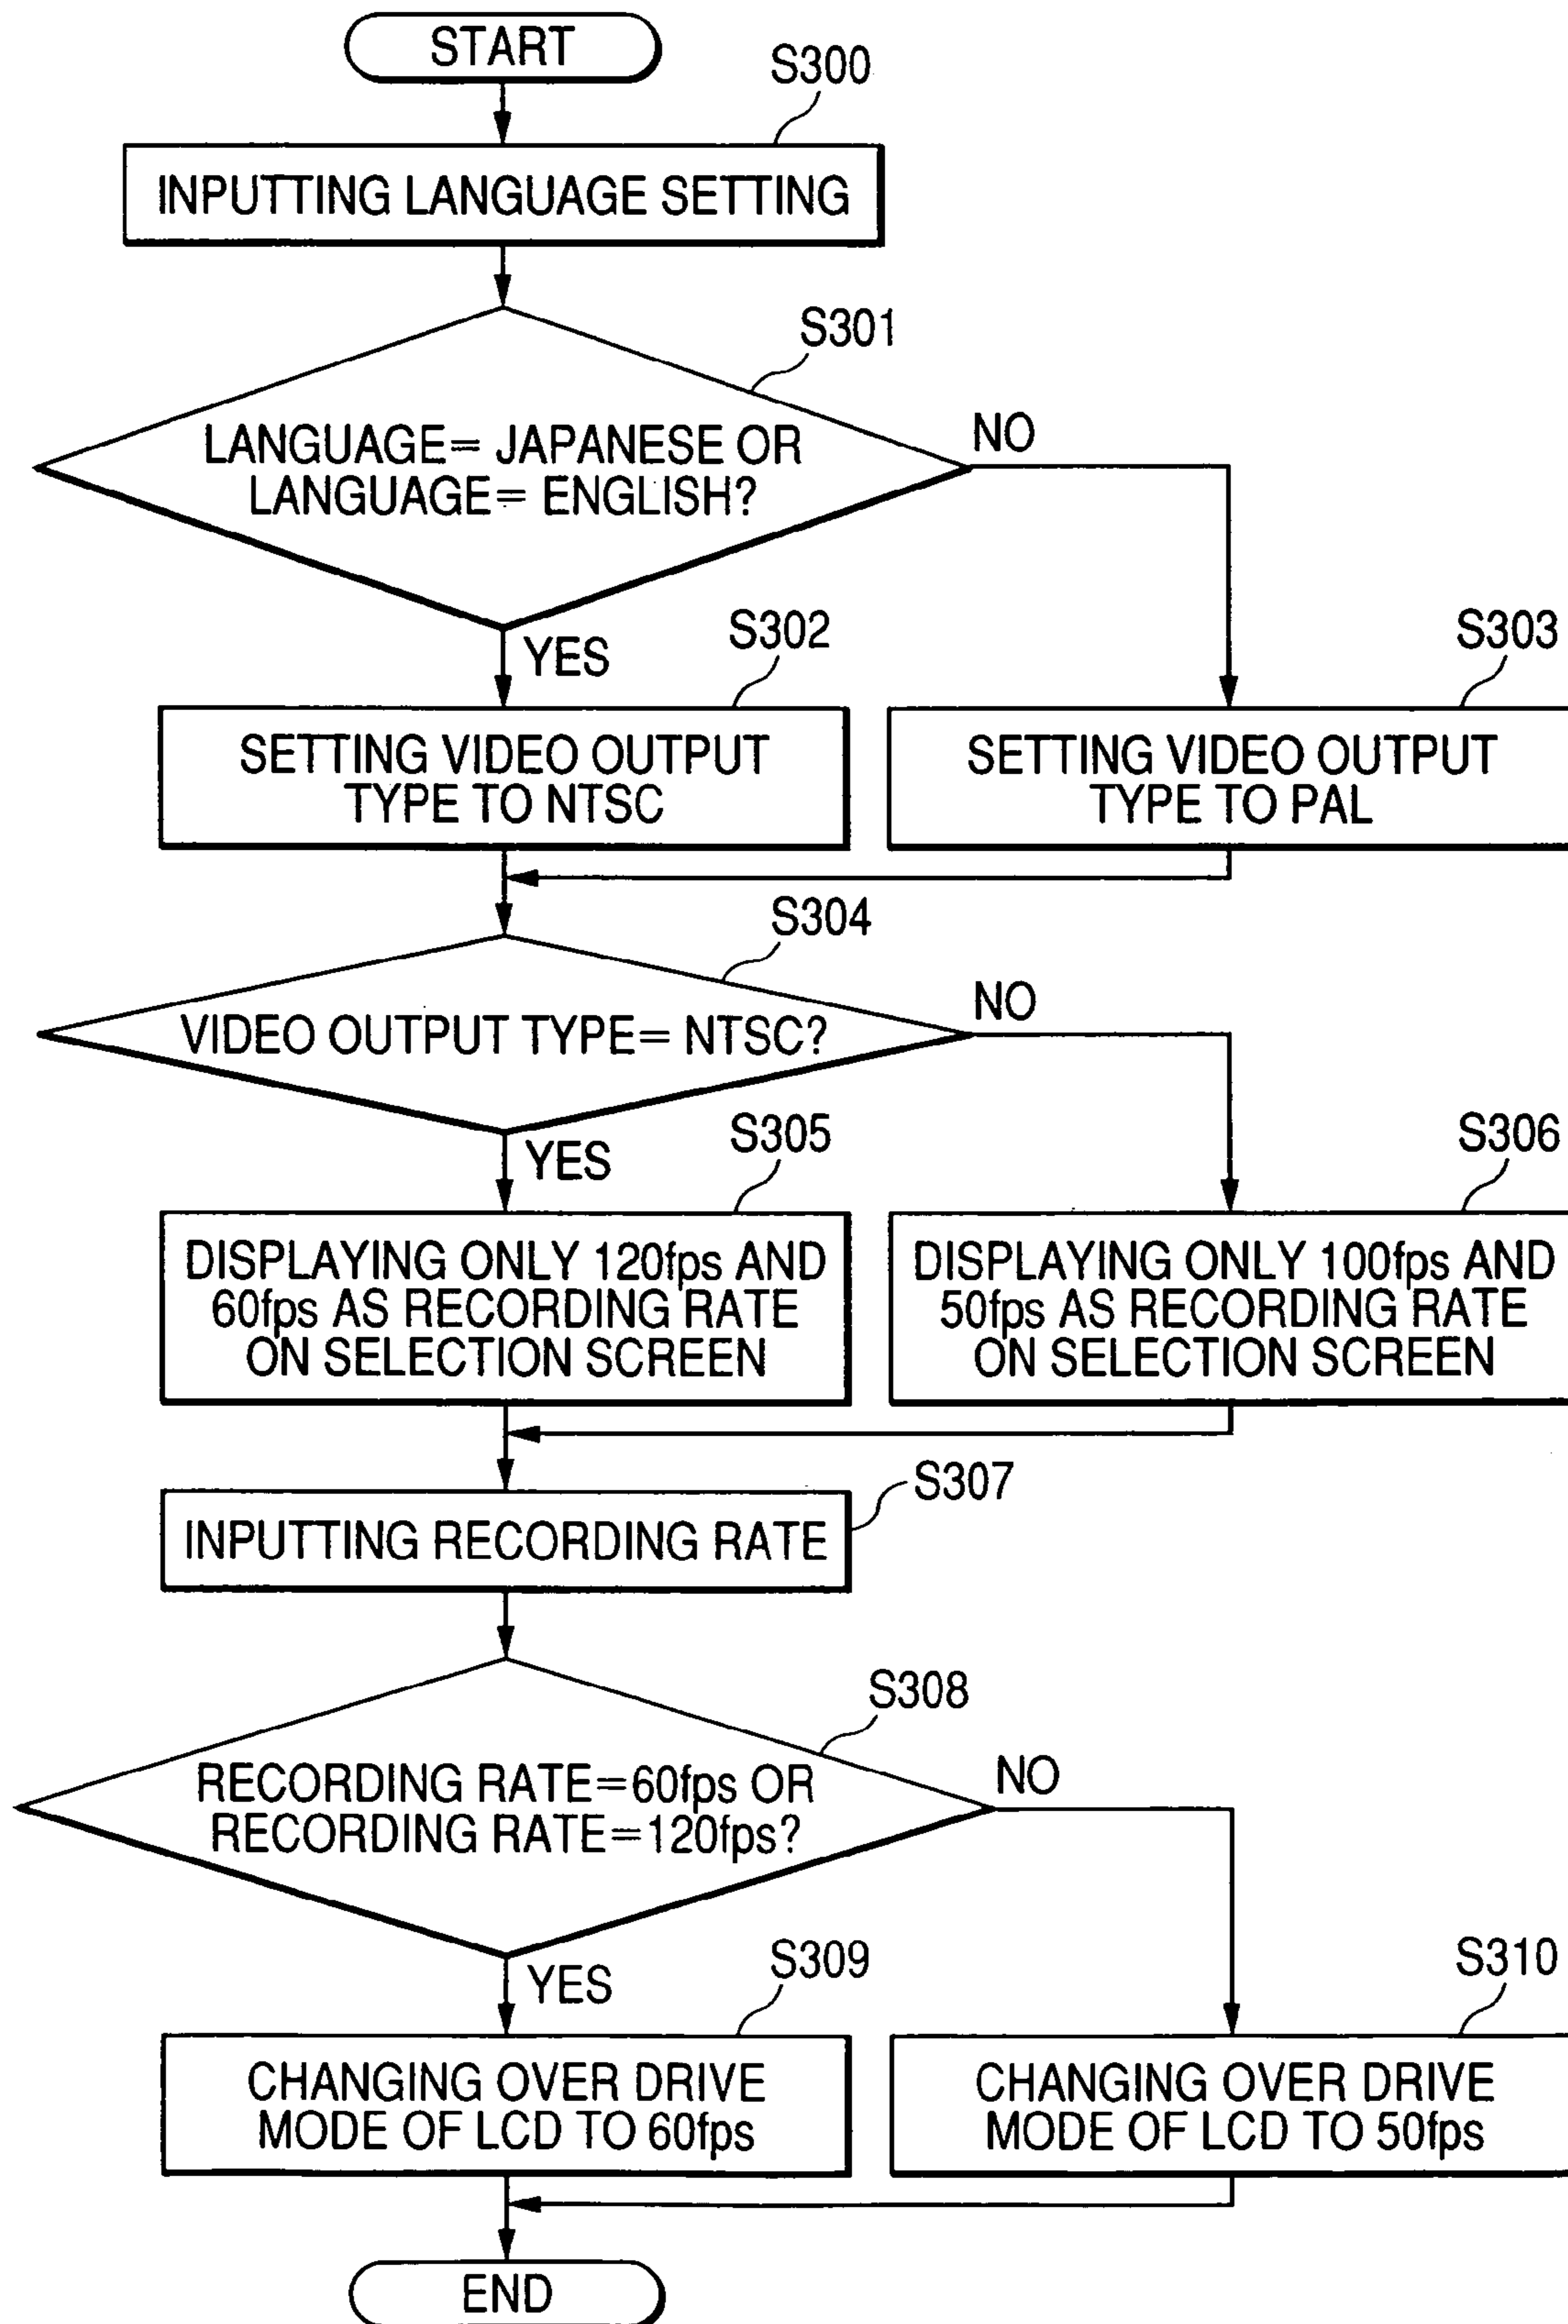 START
S300
INPUTTING LANGUAGE SETTING
S301
LANGUAGE= JAPANESE OR
LANGUAGE= ENGLISH?
NO
YES
S302
S303
SETTING VIDEO OUTPUT
TYPE TO NTSC
SETTING VIDEO OUTPUT
TYPE TO PAL
S304
VIDEO OUTPUT TYPE= NTSC?
NO
YES
S305
S306
DISPLAYING ONLY 120fps AND
60fps AS RECORDING RATE
ON SELECTION SCREEN
DISPLAYING ONLY 100fps AND
50fps AS RECORDING RATE
ON SELECTION SCREEN
S307
INPUTTING RECORDING RATE
S308
RECORDING RATE=60fps OR
RECORDING RATE=120fps?
NO
YES
S309
S310
CHANGING OVER DRIVE
MODE OF LCD TO 60fps
CHANGING OVER DRIVE
MODE OF LCD TO 50fps
END